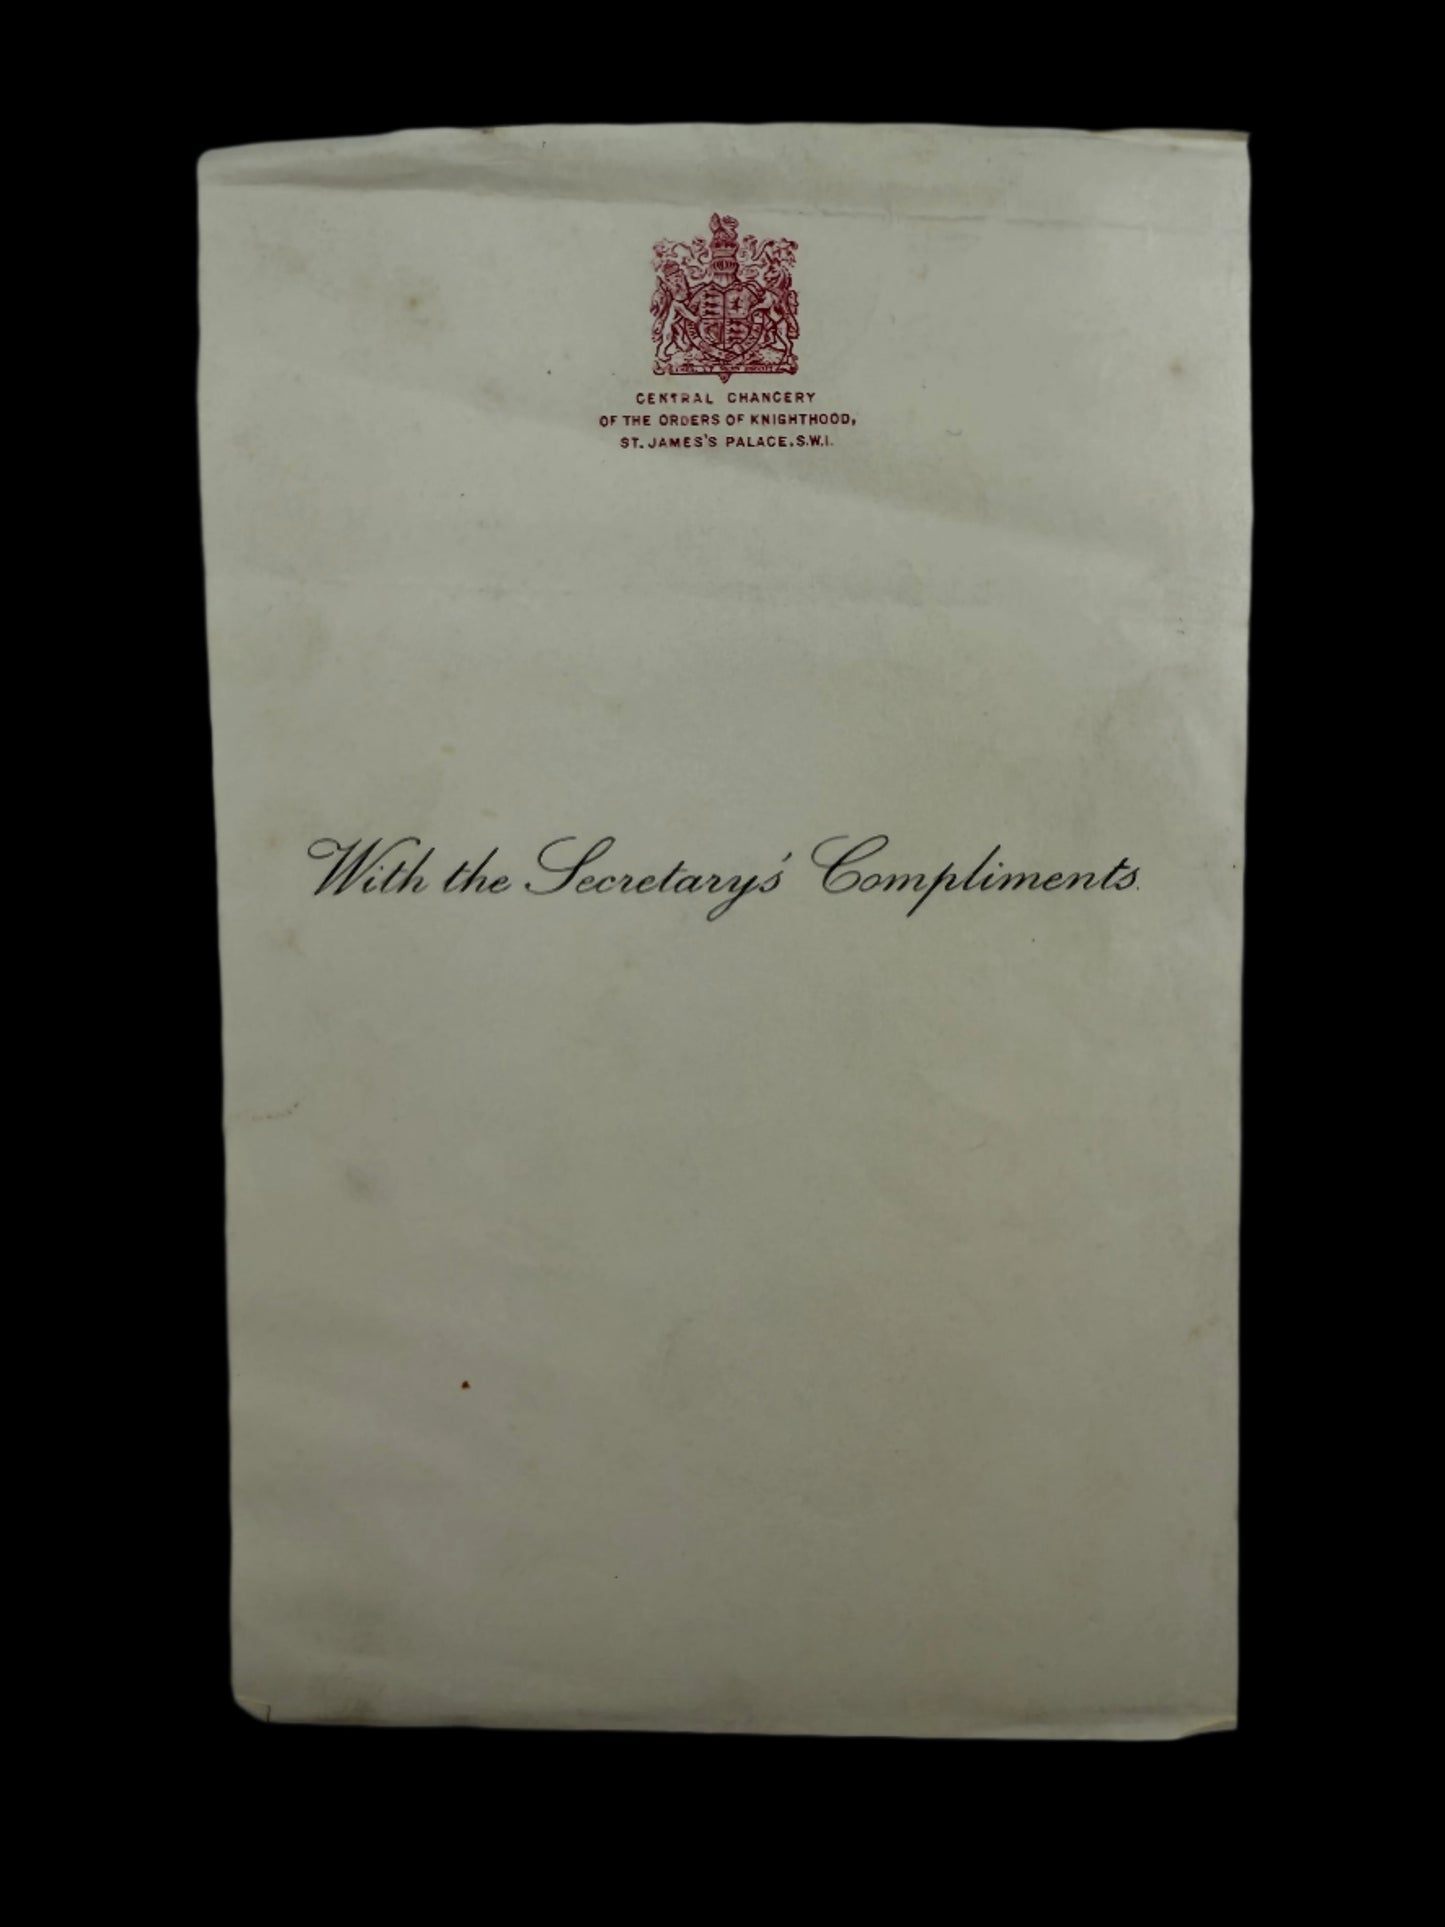 CENTRAL CHANCERY
OF THE ORDERS OF KNIGHTHOOD,
ST. JAMES'S PALACE, S.W.1.
With the Secretary's Compliments.